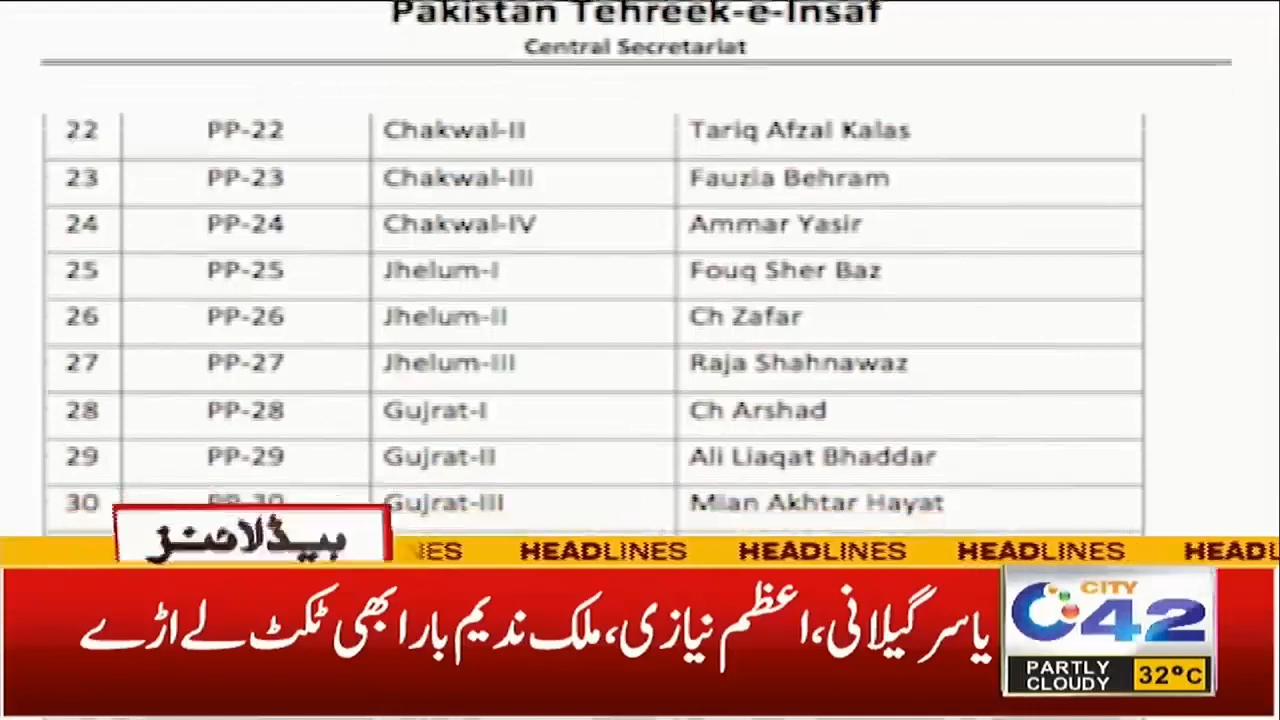 Pakistan Tehreek-e-Insaf
Central Secretariat
22 PP-22 Chakwal-II Tariq Afzal Kalas
23 PP-23 Chakwal-III Fauzia Behram
24 PP-24 Chakwal-IV Ammar Yasir
25 PP-25 Jhelum-I Fouq Sher Baz
26 PP-26 Jhelum-II Ch Zafar
27 PP-27 Jhelum-III Raja Shahnawaz
28 PP-28 Gujrat-I Ch Arshad
29 PP-29 Gujrat-II Ali Liaqat Bhaddar
30 PP-30 Gujrat-III Mian Akhtar Hayat
ہیڈلائنز
INES HEADLINES HEADLINES HEADLINES HEADL
یاسر گیلانی، اعظم نیازی، ملک ندیم بارا بھی ٹکٹ لے اڑے
CITY
42
PARTLY CLOUDY 32°C